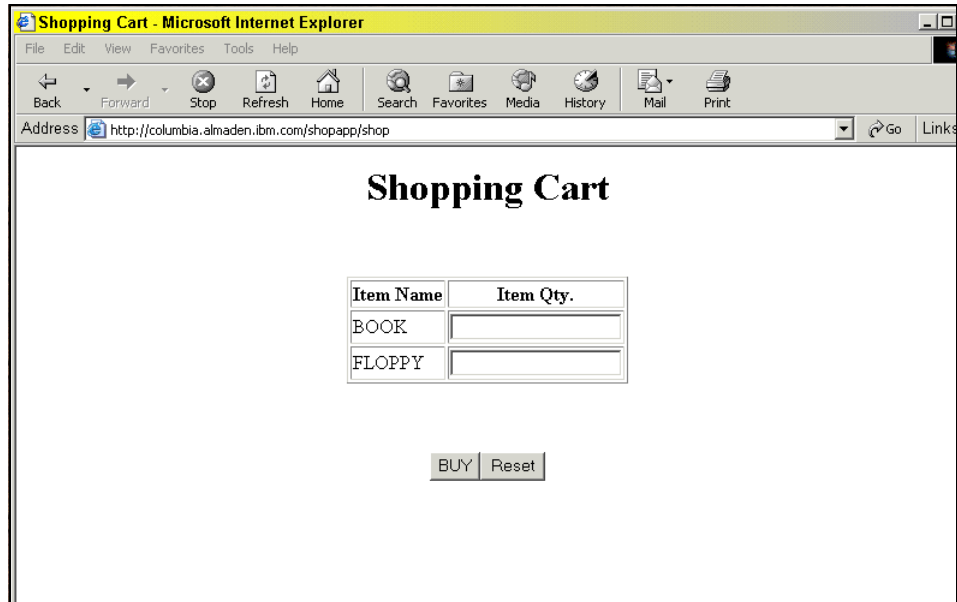 Shopping Cart - Microsoft Internet Explorer
File Edit View Favorites Tools Help
Back Forward Stop Refresh Home Search Favorites Media History Mail Print
Address http://columbia.almaden.ibm.com/shopapp/shop Go Links
Shopping Cart
Item Name Item Qty.
BOOK
FLOPPY
BUY Reset